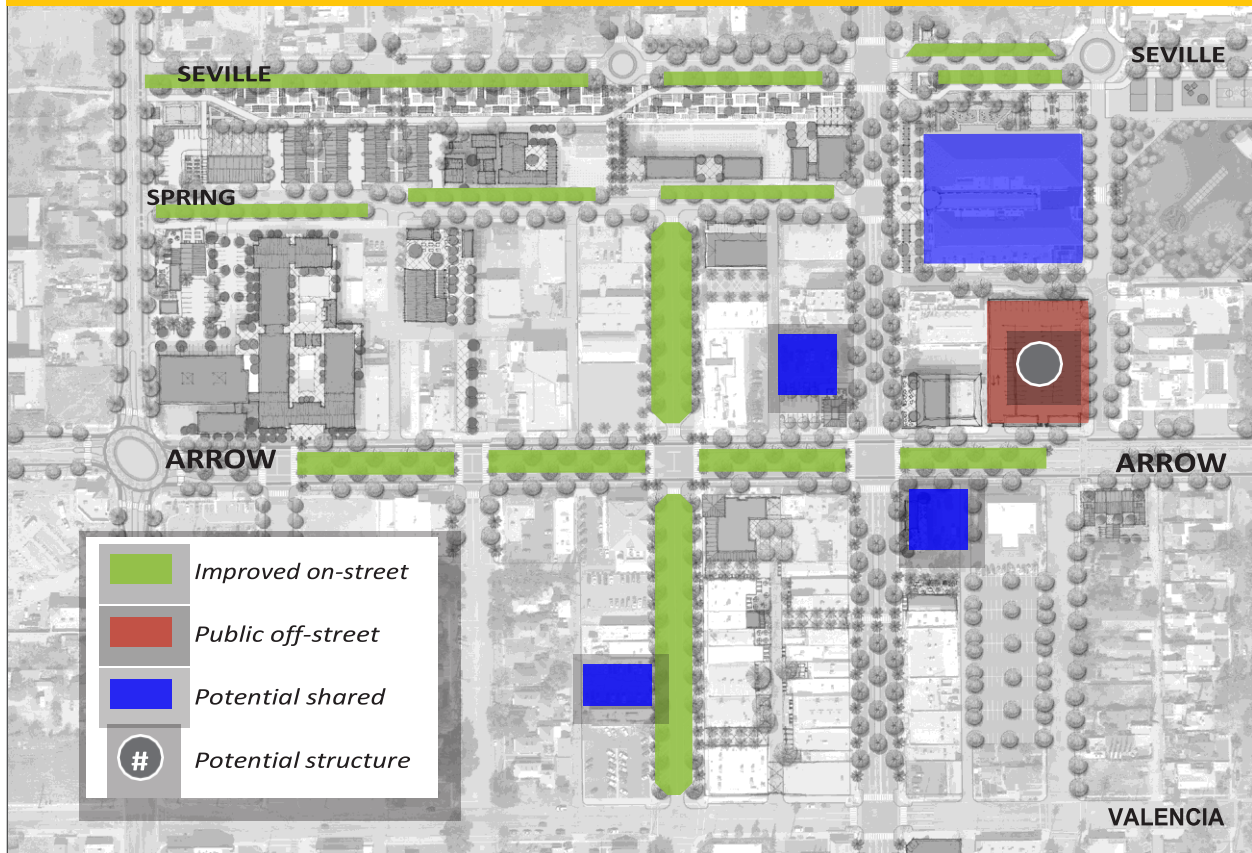 SEVILLE
SEVILLE
SPRING
ARROW
ARROW
Improved on-street
Public off-street
Potential shared
#
Potential structure
VALENCIA